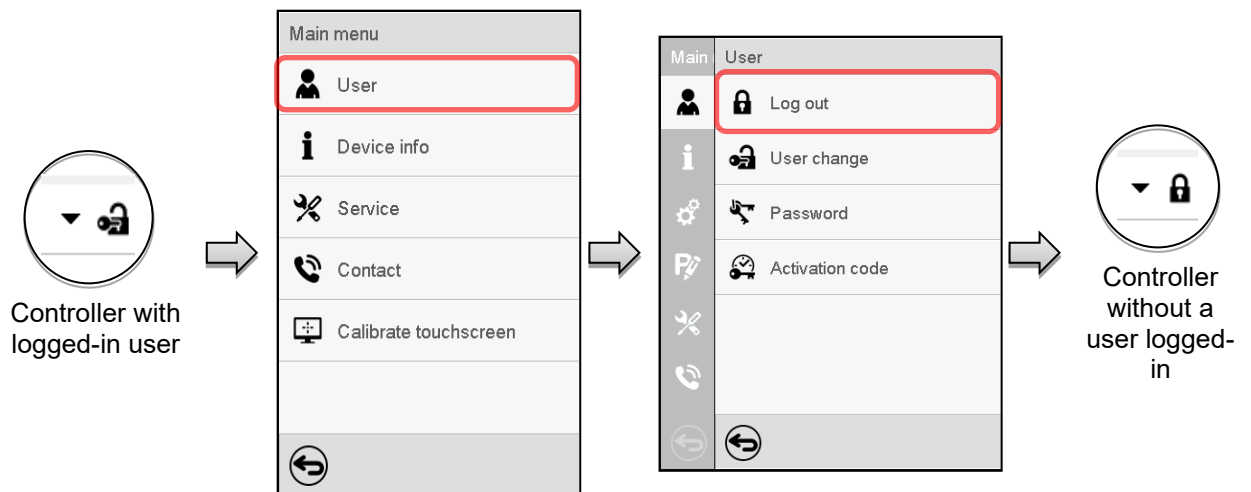 Controller with
logged-in user
Main menu
User
Device info
Service
Contact
Calibrate touchscreen
Main
User
Log out
User change
Password
Activation code
Controller
without a
user logged-
in